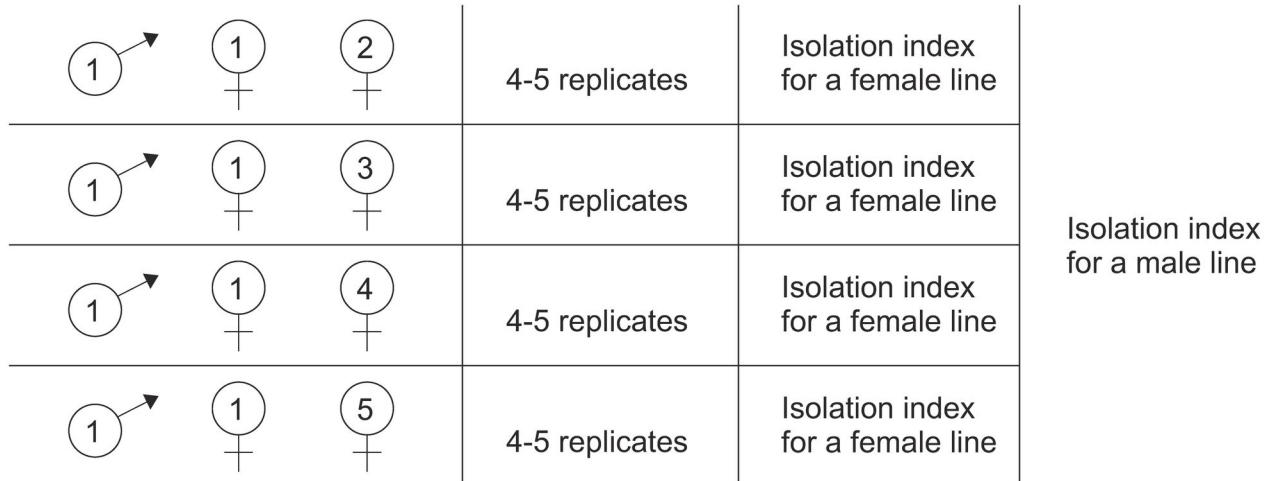 1 1 2 4-5 replicates Isolation index
for a female line
1 1 3 4-5 replicates Isolation index
for a female line
Isolation index
for a male line
1 1 4 4-5 replicates Isolation index
for a female line
1 1 5 4-5 replicates Isolation index
for a female line